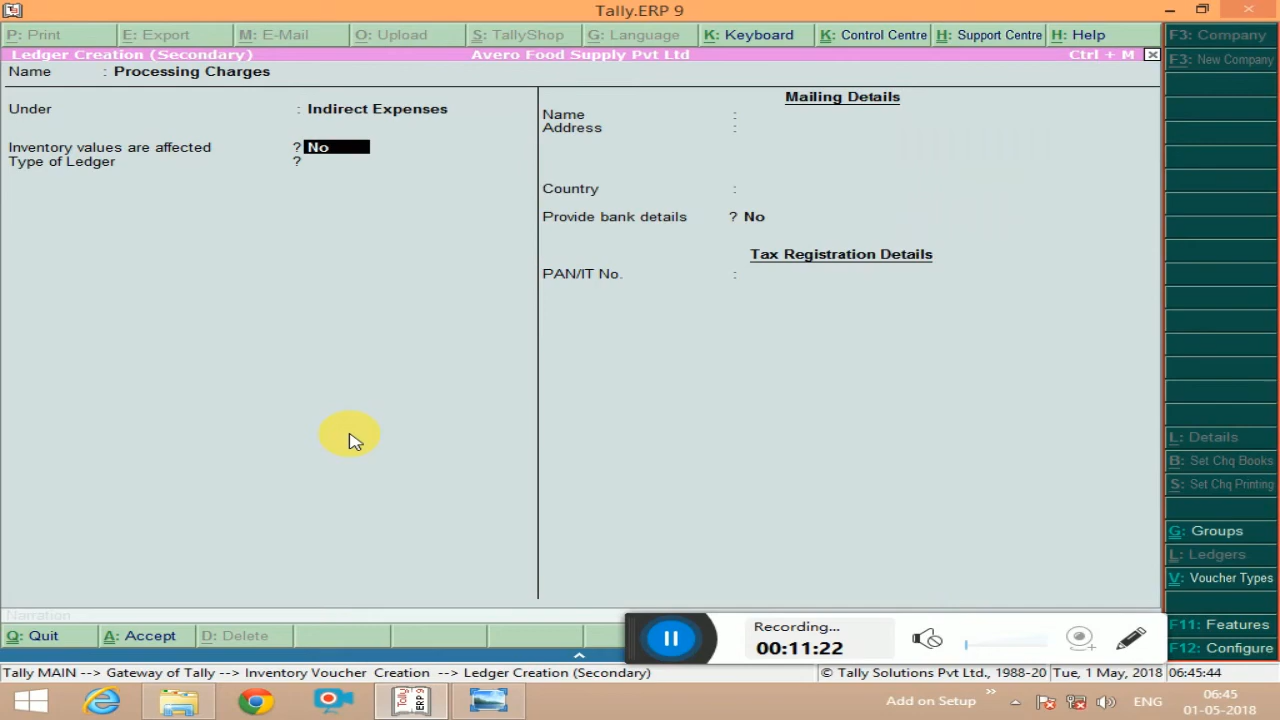 Tally.ERP 9
P: Print E: Export M: E-Mail O: Upload S: TallyShop G: Language K: Keyboard K: Control Centre H: Support Centre H: Help F3: Company
Ledger Creation (Secondary) Avero Food Supply Pvt Ltd Ctrl + M
F3: New Company
Name : Processing Charges
Under : Indirect Expenses
Inventory values are affected ? No
Type of Ledger ?
Mailing Details
Name :
Address :
Country :
Provide bank details ? No
Tax Registration Details
PAN/IT No. :
L: Details
B: Set Chq Books
S: Set Chq Printing
G: Groups
L: Ledgers
V: Voucher Types
F11: Features
F12: Configure
Narration
Q: Quit A: Accept D: Delete
Recording...
00:11:22
Tally MAIN --> Gateway of Tally --> Inventory Voucher Creation --> Ledger Creation (Secondary) © Tally Solutions Pvt Ltd., 1988-20 Tue, 1 May, 2018 06:45:44
Tally
ERP 9
Add on Setup » ENG 06:45
01-05-2018